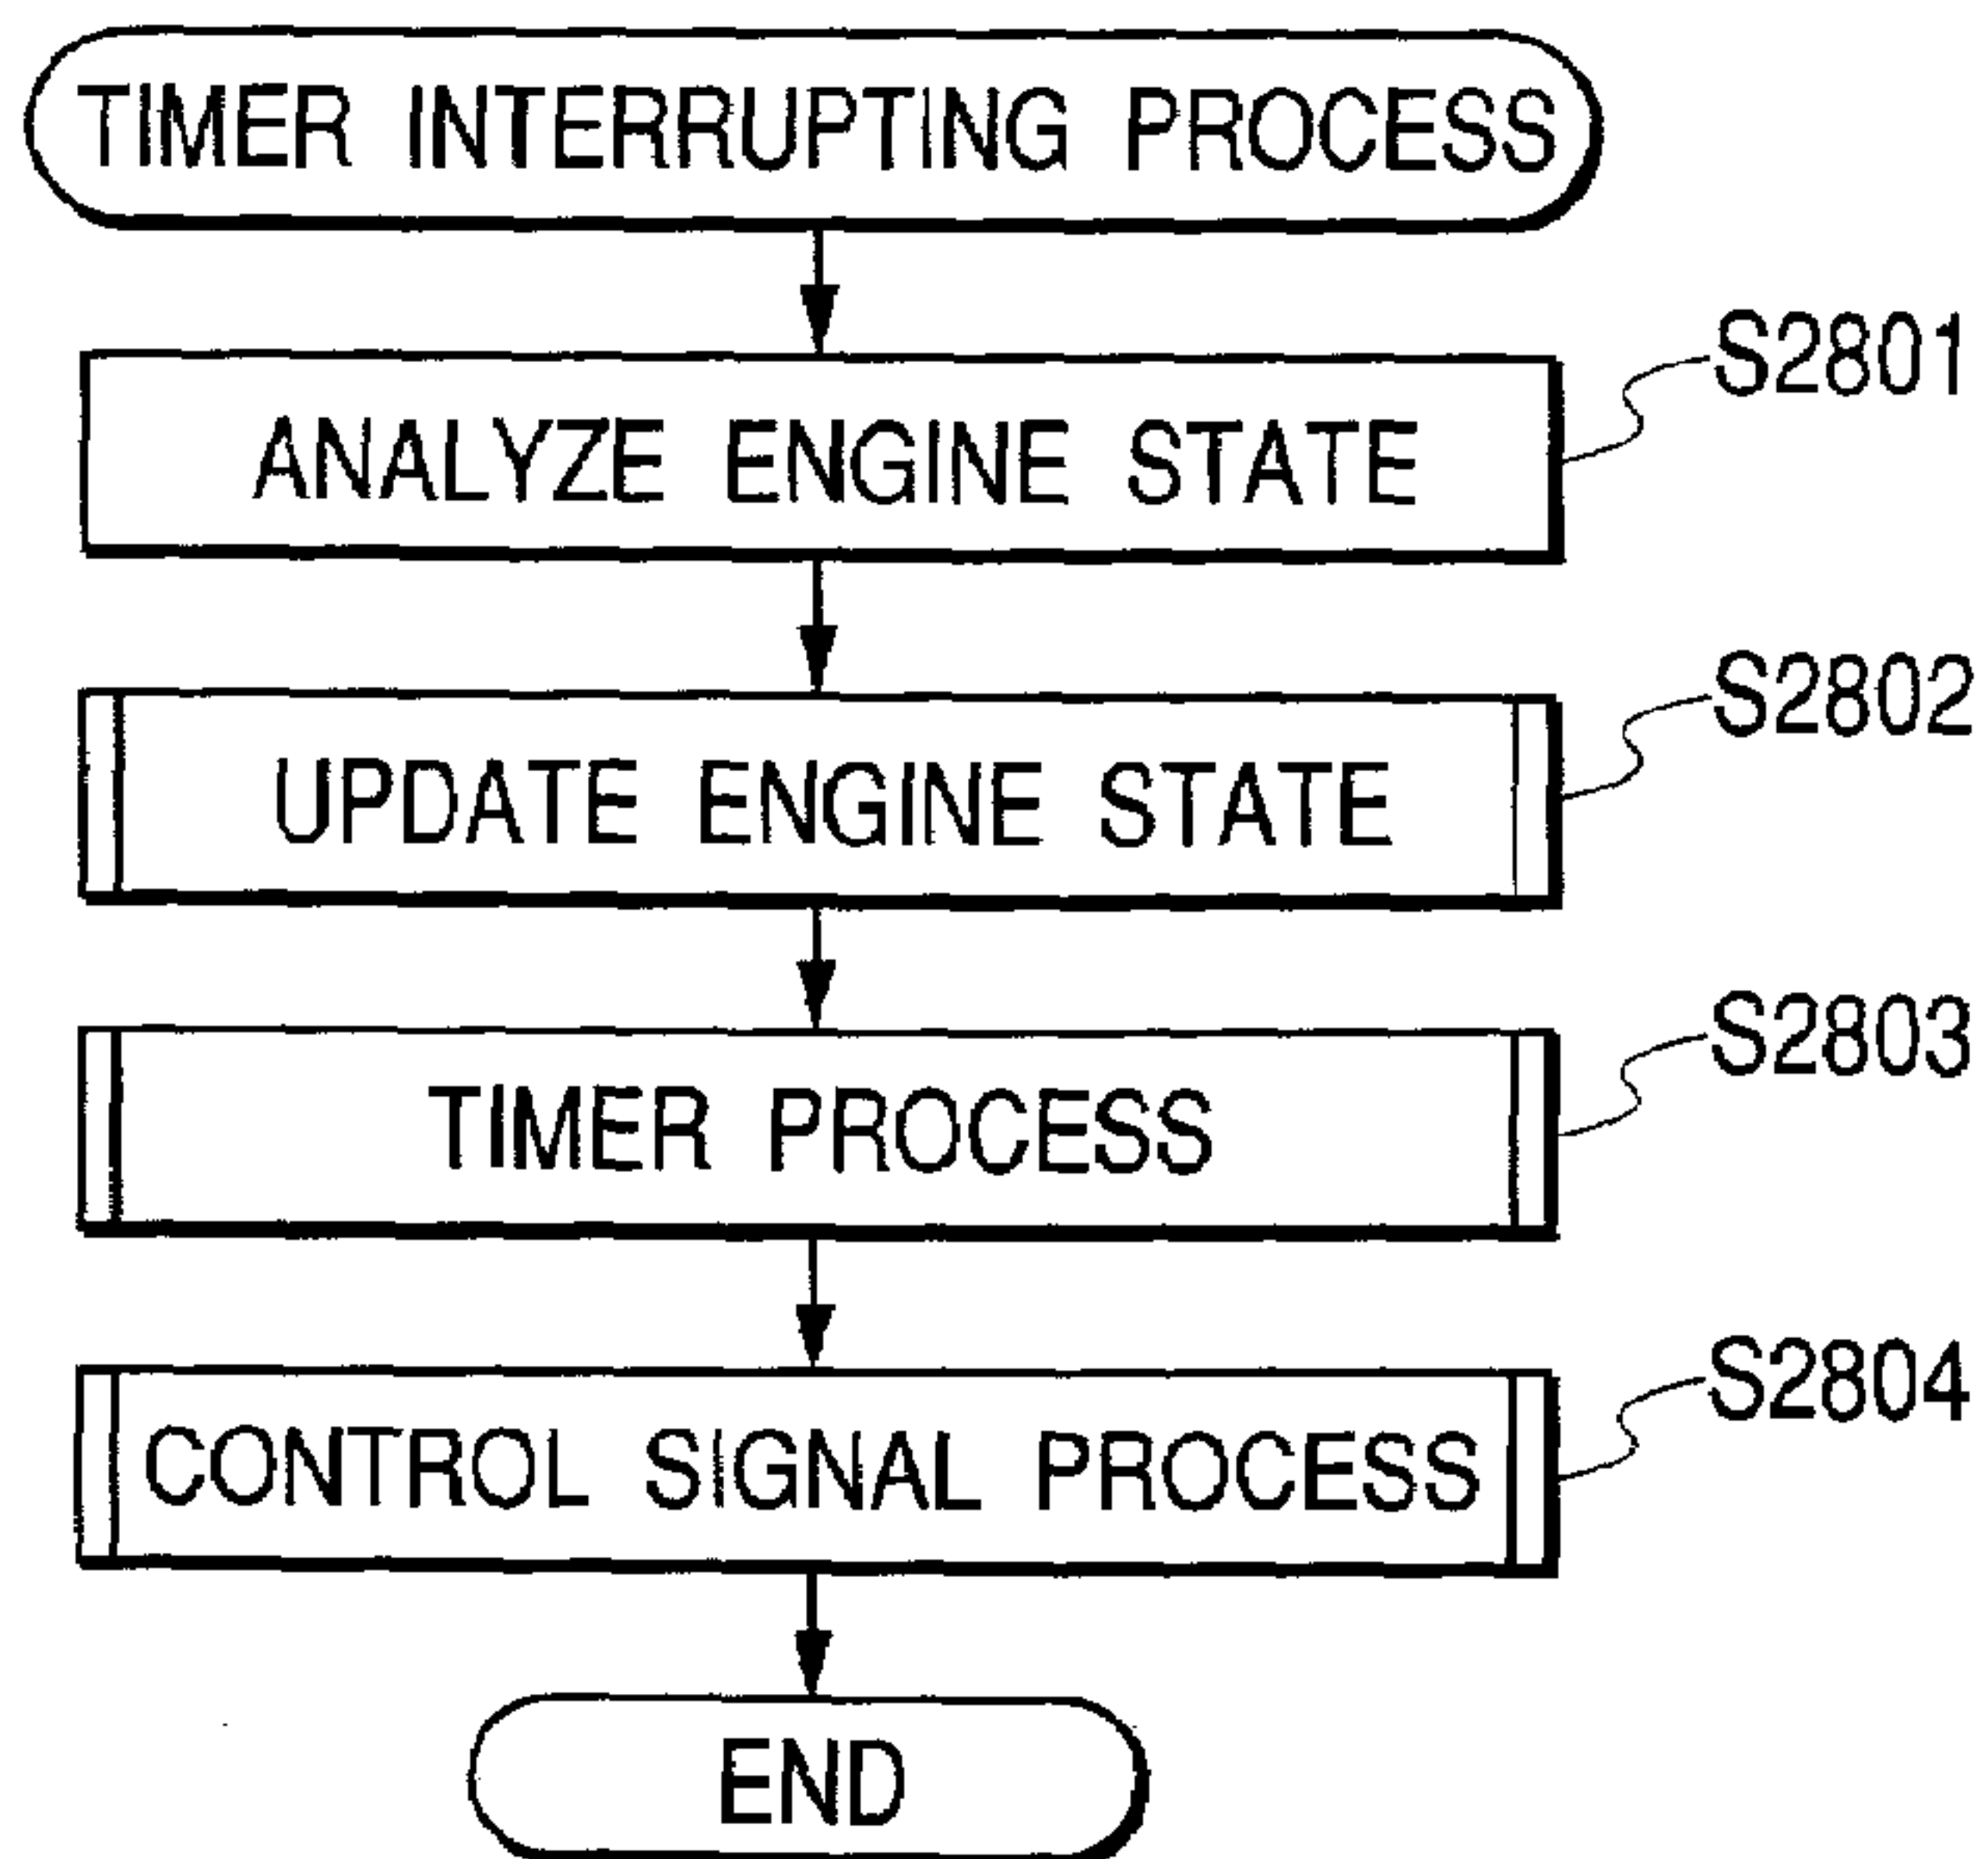 TIMER INTERRUPTING PROCESS
S2801
ANALYZE ENGINE STATE
S2802
UPDATE ENGINE STATE
S2803
TIMER PROCESS
S2804
CONTROL SIGNAL PROCESS
END